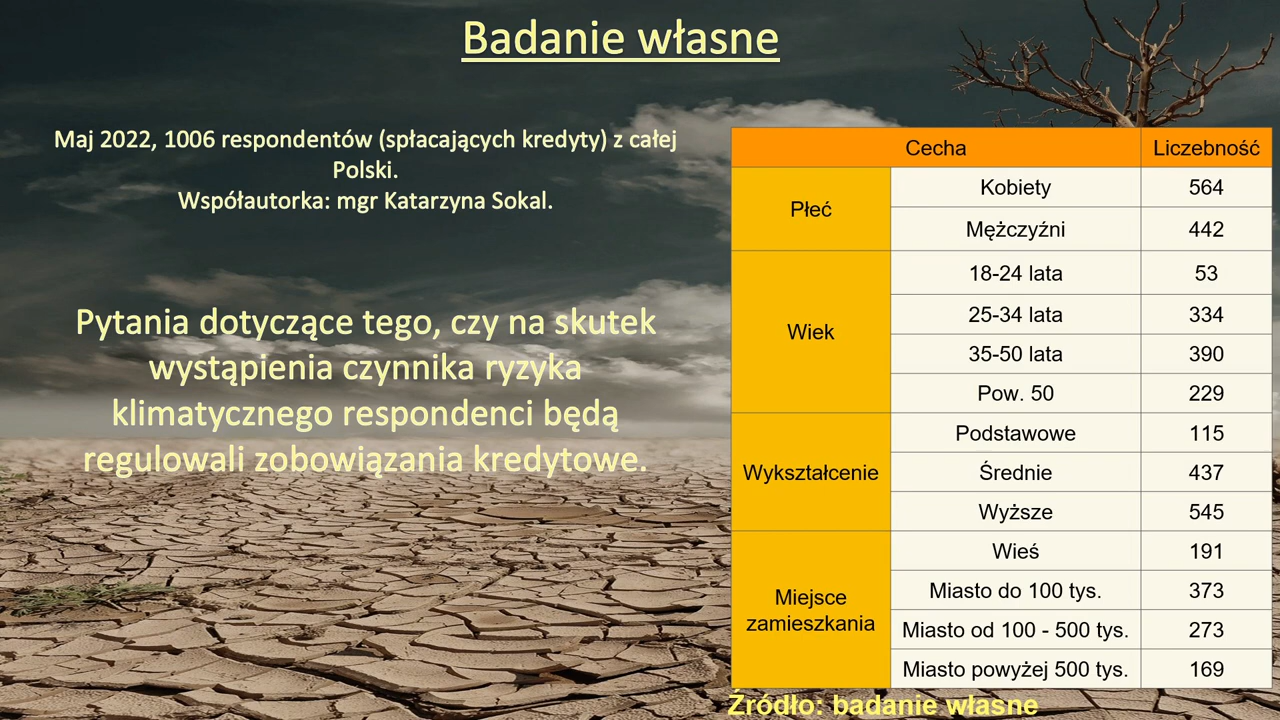 Badanie własne
Maj 2022, 1006 respondentów (spłacających kredyty) z całej
Polski.
Współautorka: mgr Katarzyna Sokal.
Pytania dotyczące tego, czy na skutek
wystąpienia czynnika ryzyka
klimatycznego respondenci będą
regulowali zobowiązania kredytowe.
Cecha Liczebność
Płeć
Kobiety 564
Mężczyźni 442
Wiek
18-24 lata 53
25-34 lata 334
35-50 lata 390
Pow. 50 229
Wykształcenie
Podstawowe 115
Średnie 437
Wyższe 545
Miejsce
zamieszkania
Wieś 191
Miasto do 100 tys. 373
Miasto od 100 - 500 tys. 273
Miasto powyżej 500 tys. 169
Źródło: badanie własne